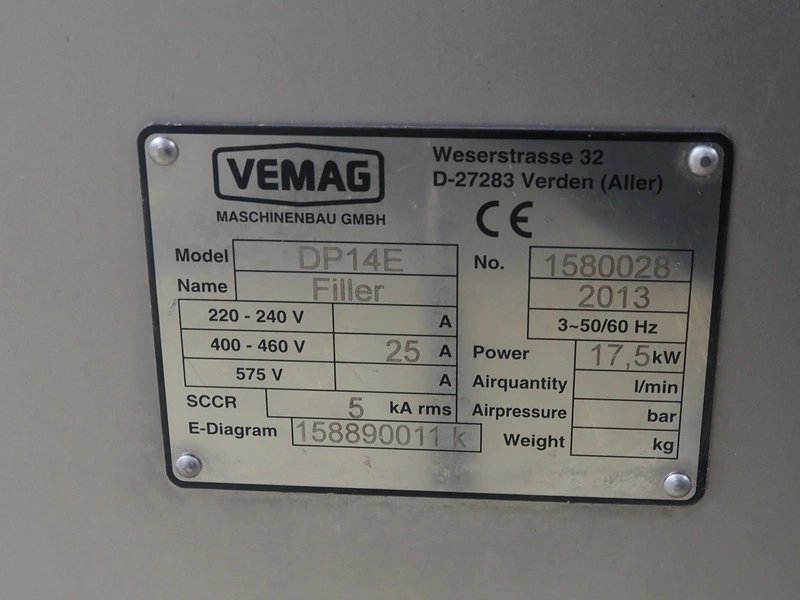 VEMAG
MASCHINENBAU GMBH
Weserstrasse 32
D-27283 Verden (Aller)
CE
Model DP14E
Name Filler
220 - 240 V A
400 - 460 V 25 A
575 V A
SCCR 5 kA rms
E-Diagram 158890011 k
No. 1580028
2013
3~50/60 Hz
Power 17,5 kW
Airquantity l/min
Airpressure bar
Weight kg